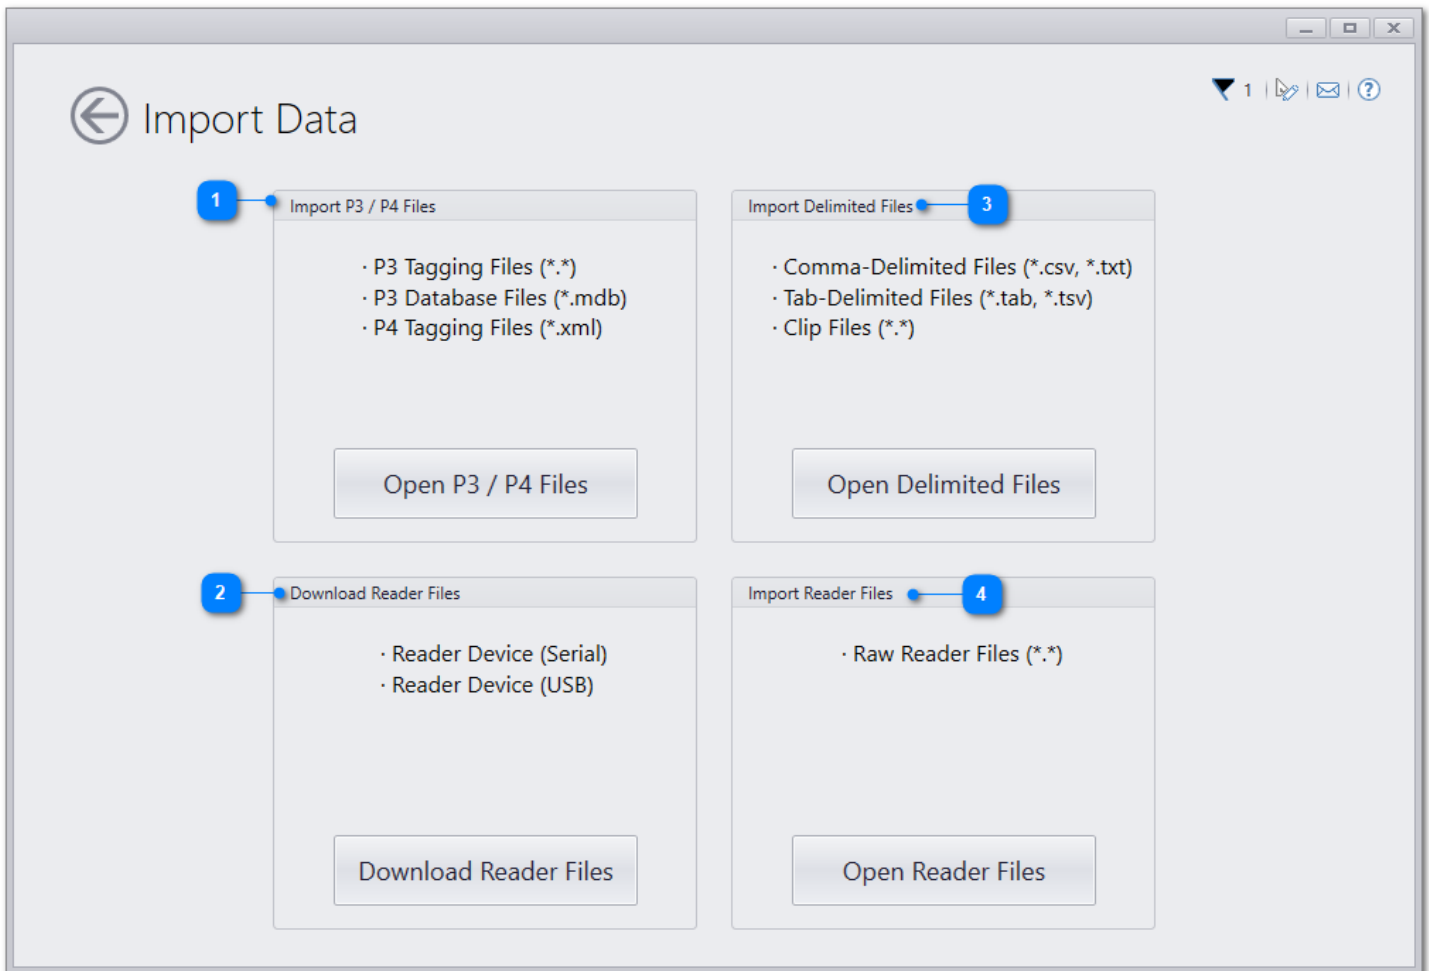 1
Import Data
1
Import P3 / P4 Files
· P3 Tagging Files (*.*)
· P3 Database Files (*.mdb)
· P4 Tagging Files (*.xml)
Open P3 / P4 Files
Import Delimited Files
3
· Comma-Delimited Files (*.csv, *.txt)
· Tab-Delimited Files (*.tab, *.tsv)
· Clip Files (*.*)
Open Delimited Files
2
Download Reader Files
· Reader Device (Serial)
· Reader Device (USB)
Download Reader Files
Import Reader Files
4
· Raw Reader Files (*.*)
Open Reader Files